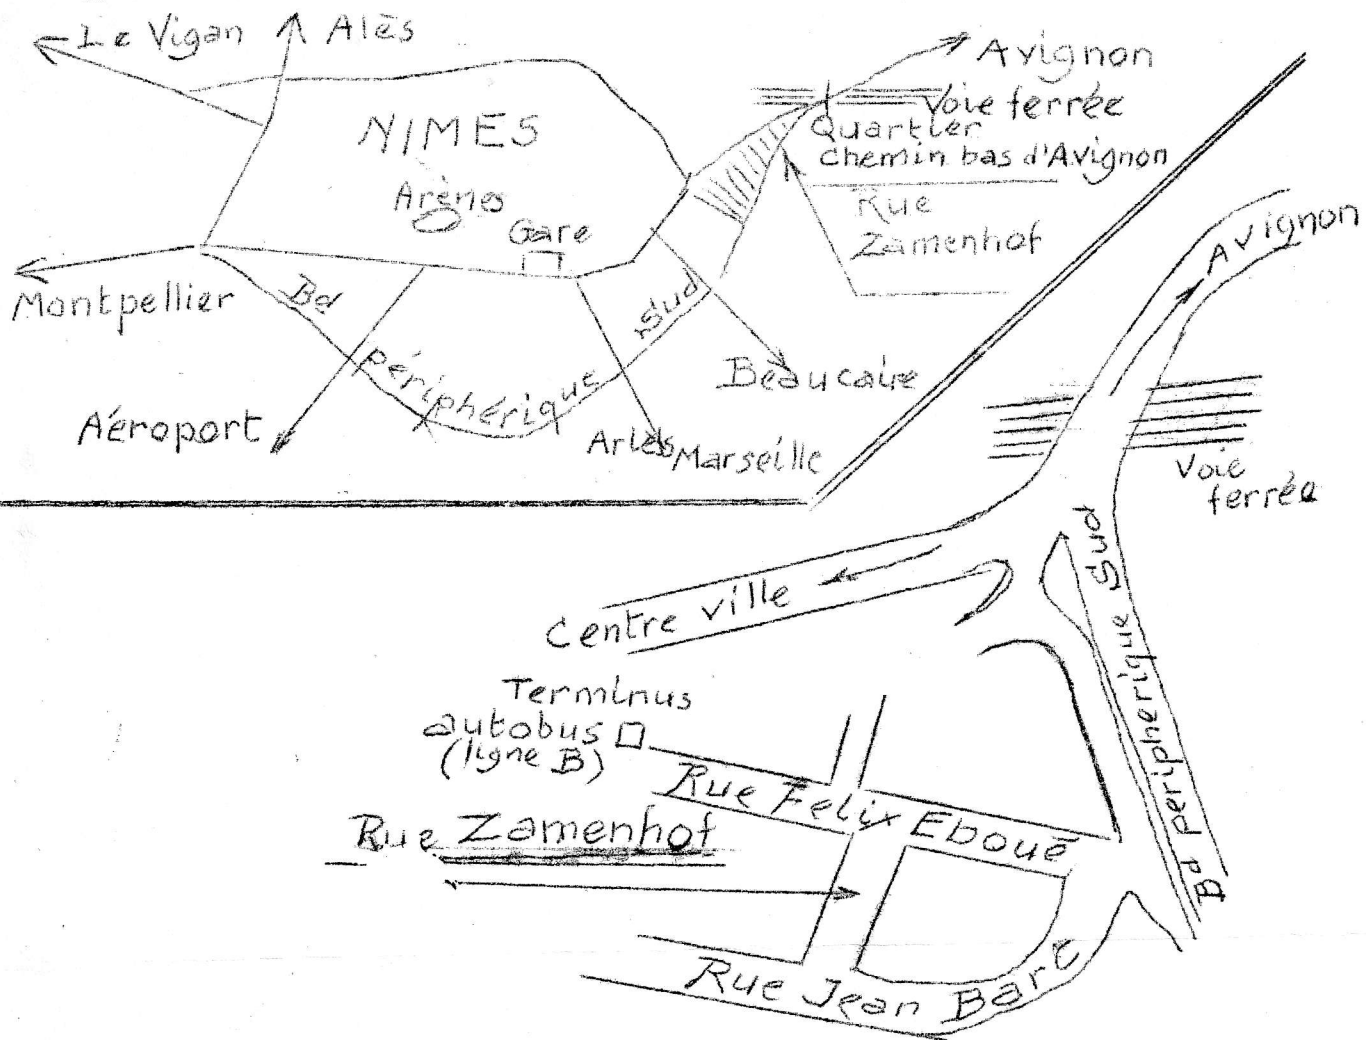 Le Vigan
Alès
Avignon
Voie ferrée
Quartier
chemin bas d'Avignon
NIMES
Arènes
Gare
Rue
Zamenhof
Montpellier
Bd
périphérique
Sud
Aéroport
Beaucaire
Arles
Marseille
Avignon
Voie
ferrée
Centre ville
Bd peripherique Sud
Terminus
autobus
(ligne B)
Rue Felix Eboué
Rue Zamenhof
Rue Jean Bart